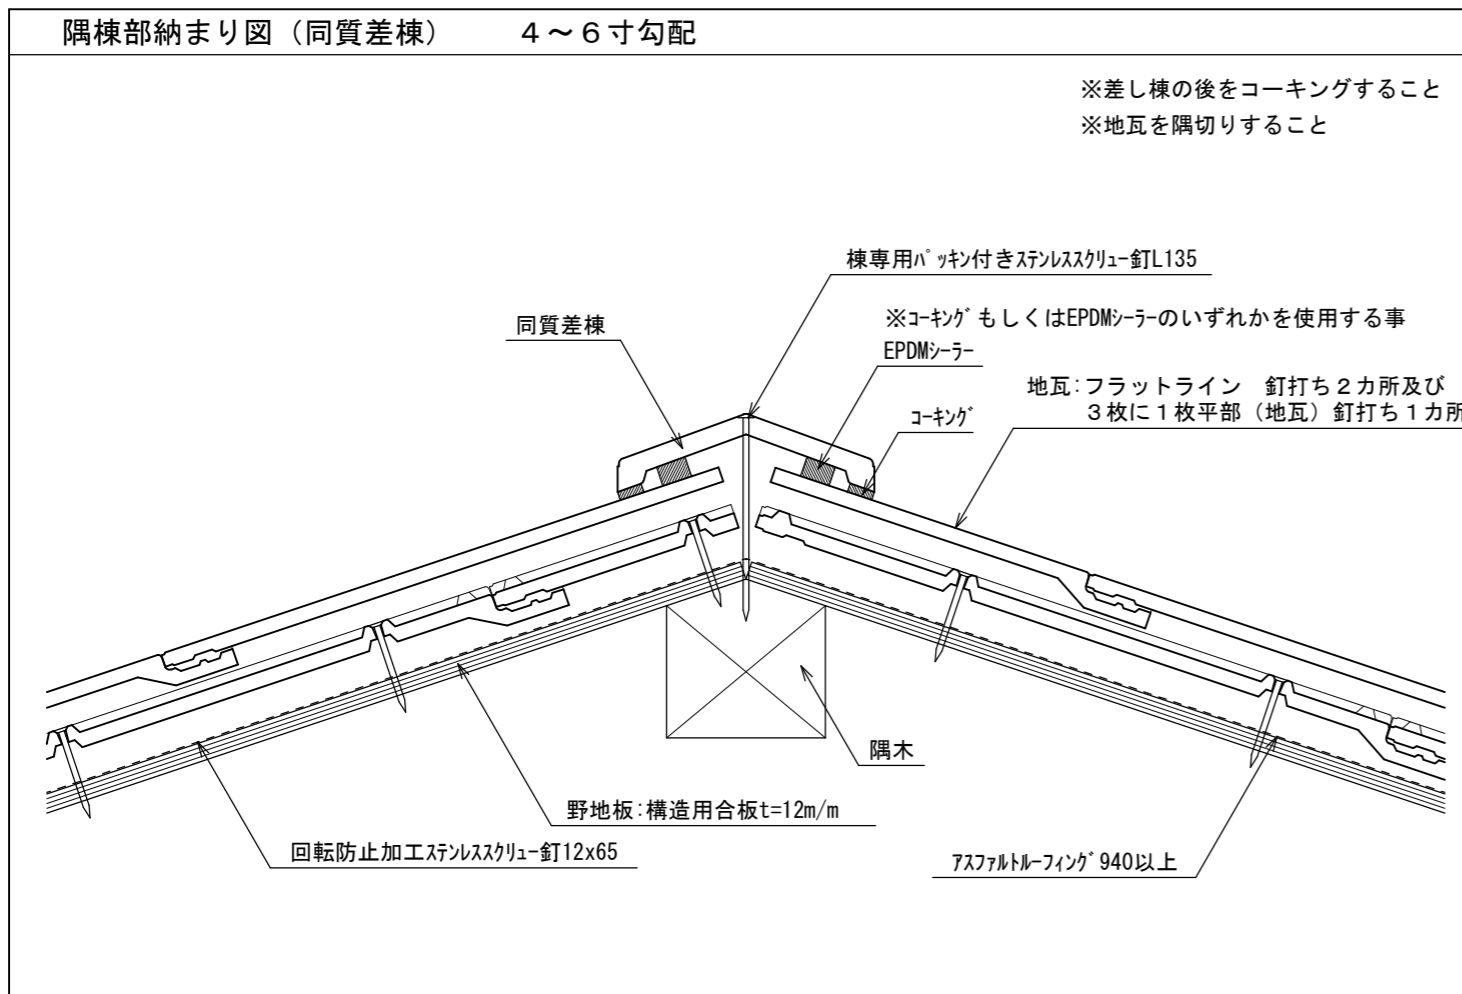 隅棟部納まり図（同質差棟）　　４～６寸勾配
※差し棟の後をコーキングすること
※地瓦を隅切りすること
棟専用ﾊﾟッキン付きｽﾃﾝﾚｽｽｸﾘｭｰ釘L135
※ｺｰｷﾝｸﾞもしくはEPDMｼｰﾗｰのいずれかを使用する事
同質差棟
EPDMｼｰﾗｰ
地瓦:フラットライン　釘打ち２カ所及び
３枚に１枚平部（地瓦）釘打ち１カ所
ｺｰｷﾝｸﾞ
隅木
野地板:構造用合板t=12m/m
回転防止加工ｽﾃﾝﾚｽｽｸﾘｭｰ釘12x65
ｱｽﾌｧﾙﾄﾙｰﾌｨﾝｸﾞ940以上